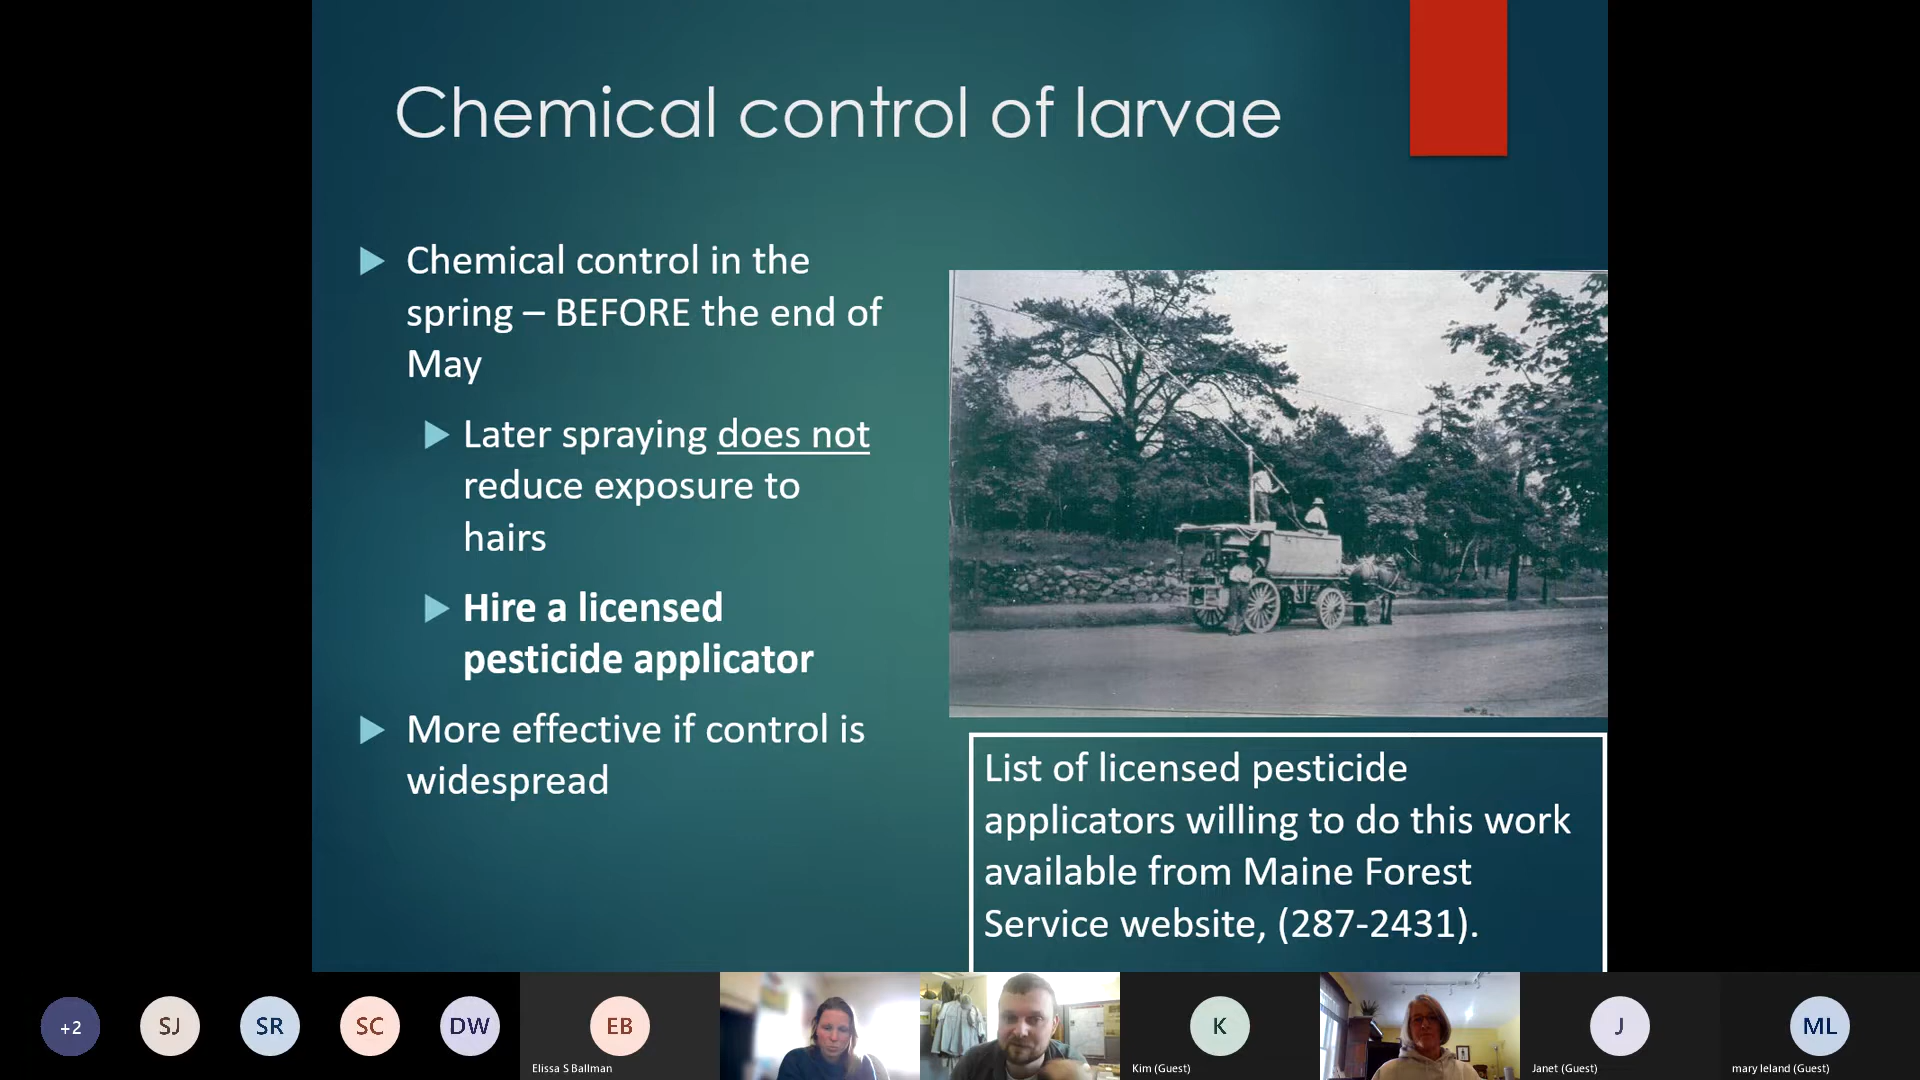 Chemical control of larvae
Chemical control in the
spring – BEFORE the end of
May
Later spraying does not
reduce exposure to
hairs
Hire a licensed
pesticide applicator
More effective if control is
widespread
List of licensed pesticide
applicators willing to do this work
available from Maine Forest
Service website, (287-2431).
+2
SJ
SR
SC
DW
EB
Elissa S Ballman
K
Kim (Guest)
J
Janet (Guest)
ML
mary leland (Guest)